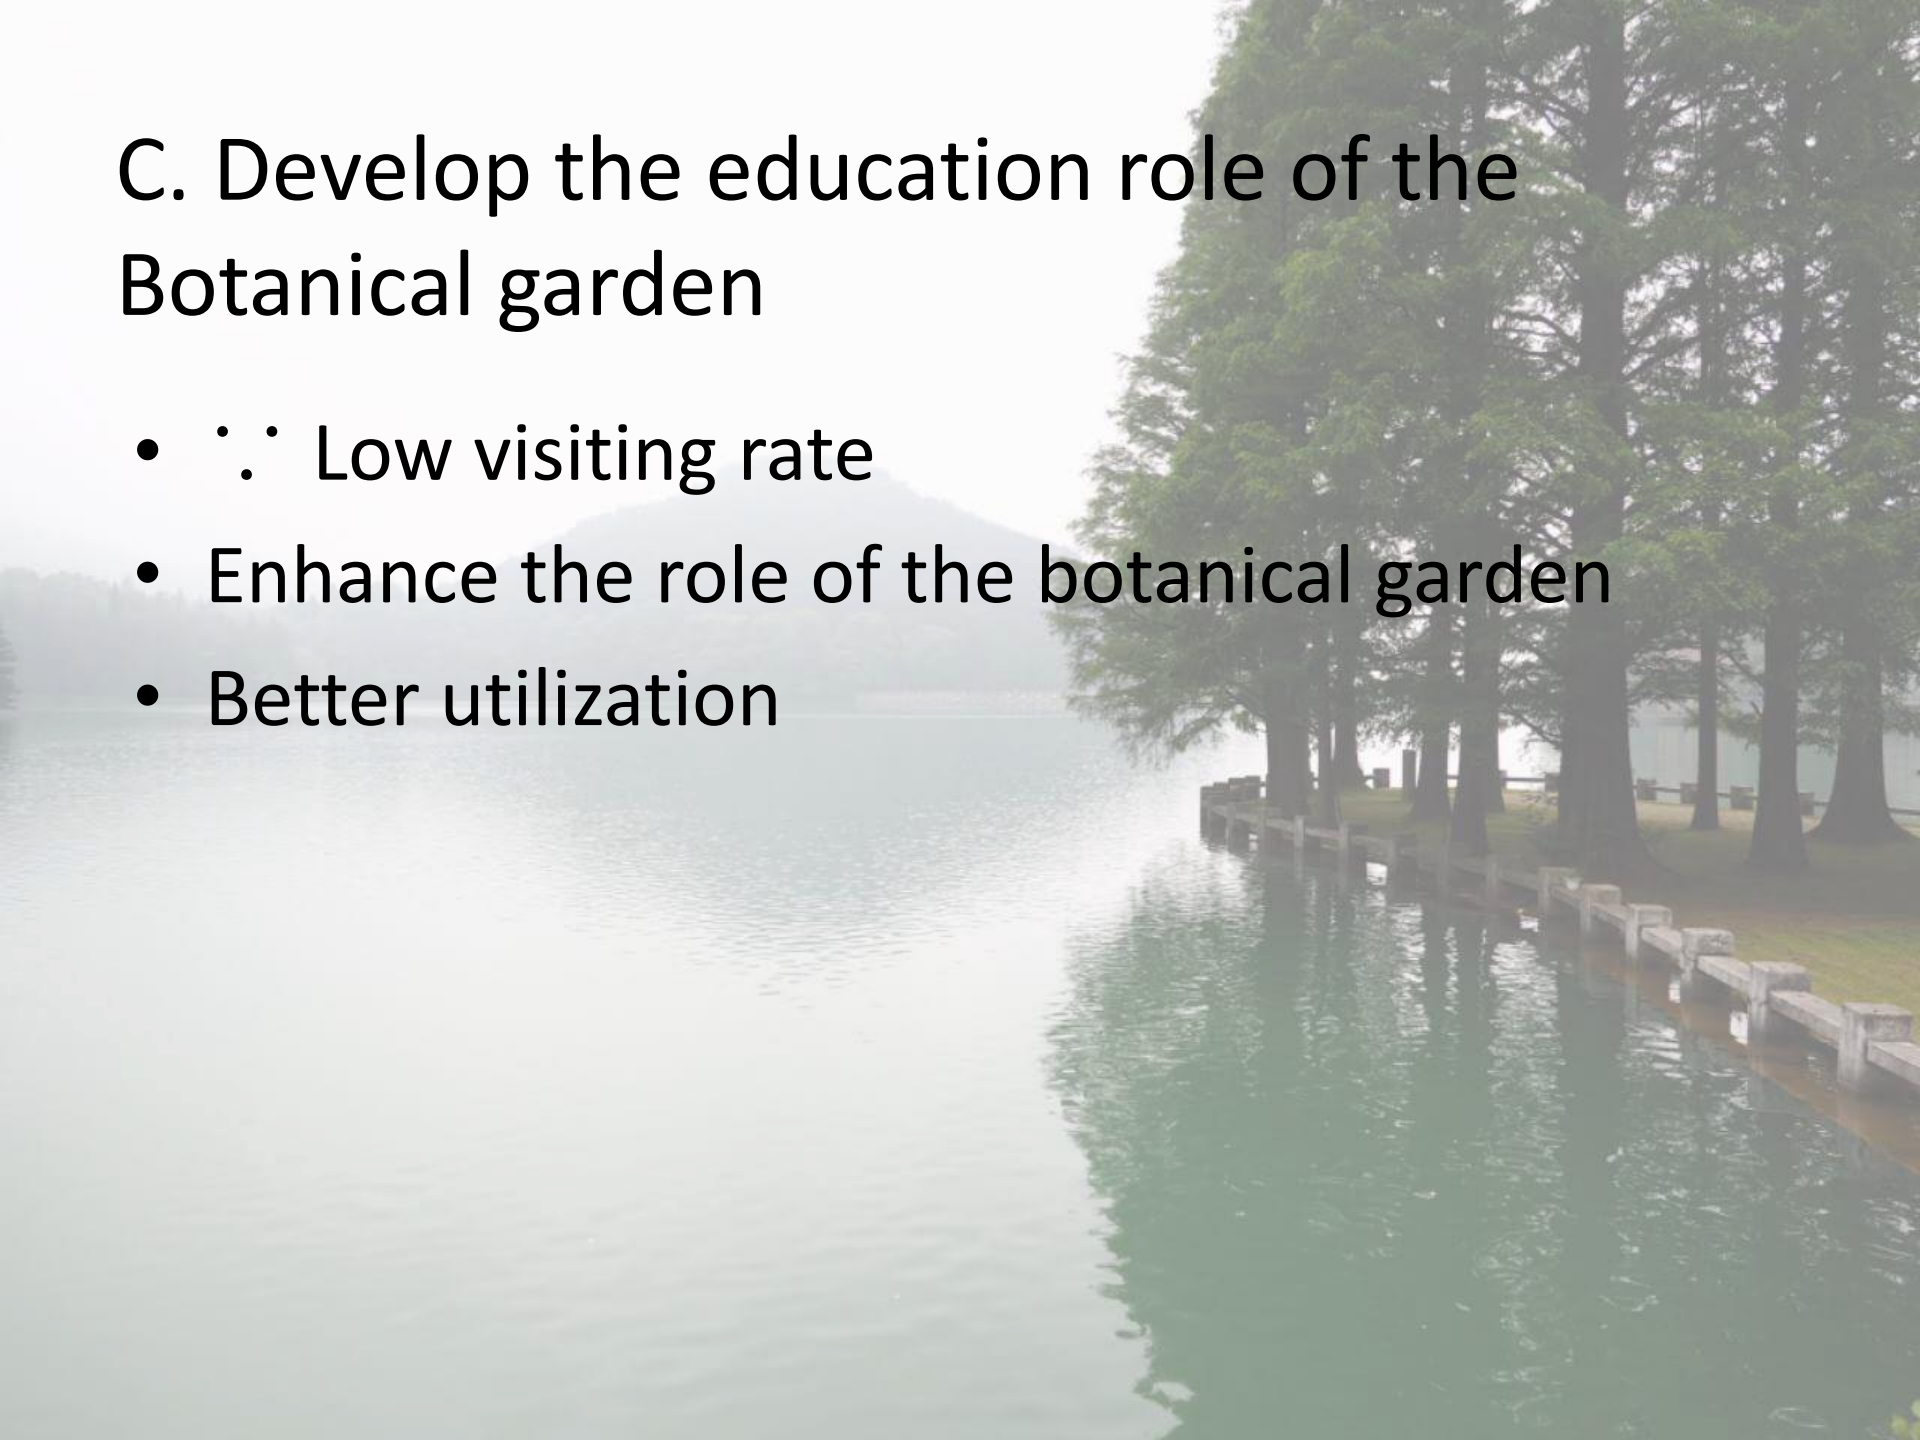 C. Develop the education role of the
Botanical garden
• ∵ Low visiting rate
• Enhance the role of the botanical garden
• Better utilization